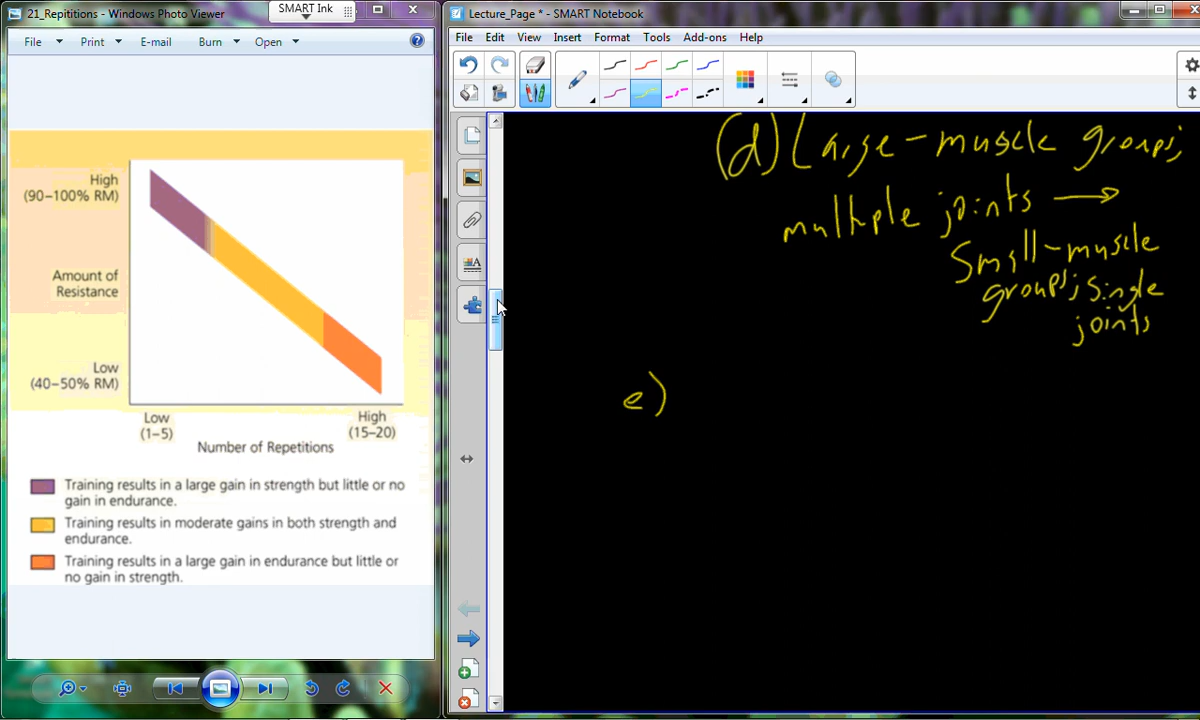 21_Repititions - Windows Photo Viewer
SMART Ink
File Print E-mail Burn Open
High
(90–100% RM)
Amount of
Resistance
Low
(40–50% RM)
Low
(1–5)
High
(15–20)
Number of Repetitions
Training results in a large gain in strength but little or no
gain in endurance.
Training results in moderate gains in both strength and
endurance.
Training results in a large gain in endurance but little or
no gain in strength.
Lecture_Page * - SMART Notebook
File Edit View Insert Format Tools Add-ons Help
(d) Large-muscle groups;
multiple joints →
Small-muscle
groups; single
joints
e)